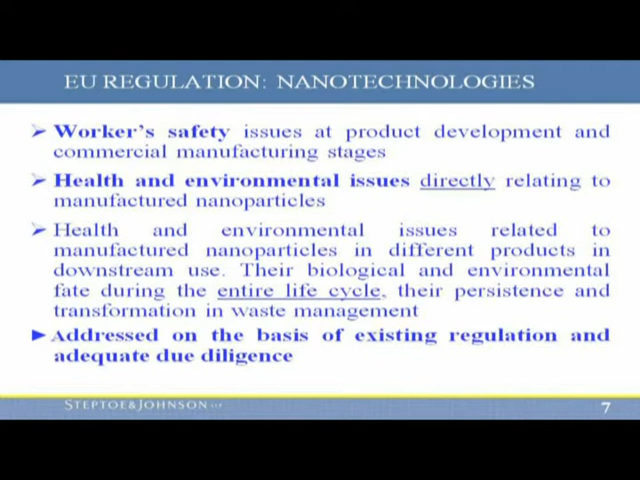 EU REGULATION: NANOTECHNOLOGIES
Worker's safety issues at product development and
commercial manufacturing stages
Health and environmental issues directly relating to
manufactured nanoparticles
Health and environmental issues related to
manufactured nanoparticles in different products in
downstream use. Their biological and environmental
fate during the entire life cycle, their persistence and
transformation in waste management
Addressed on the basis of existing regulation and
adequate due diligence
STEPTOE&JOHNSON LLP
7